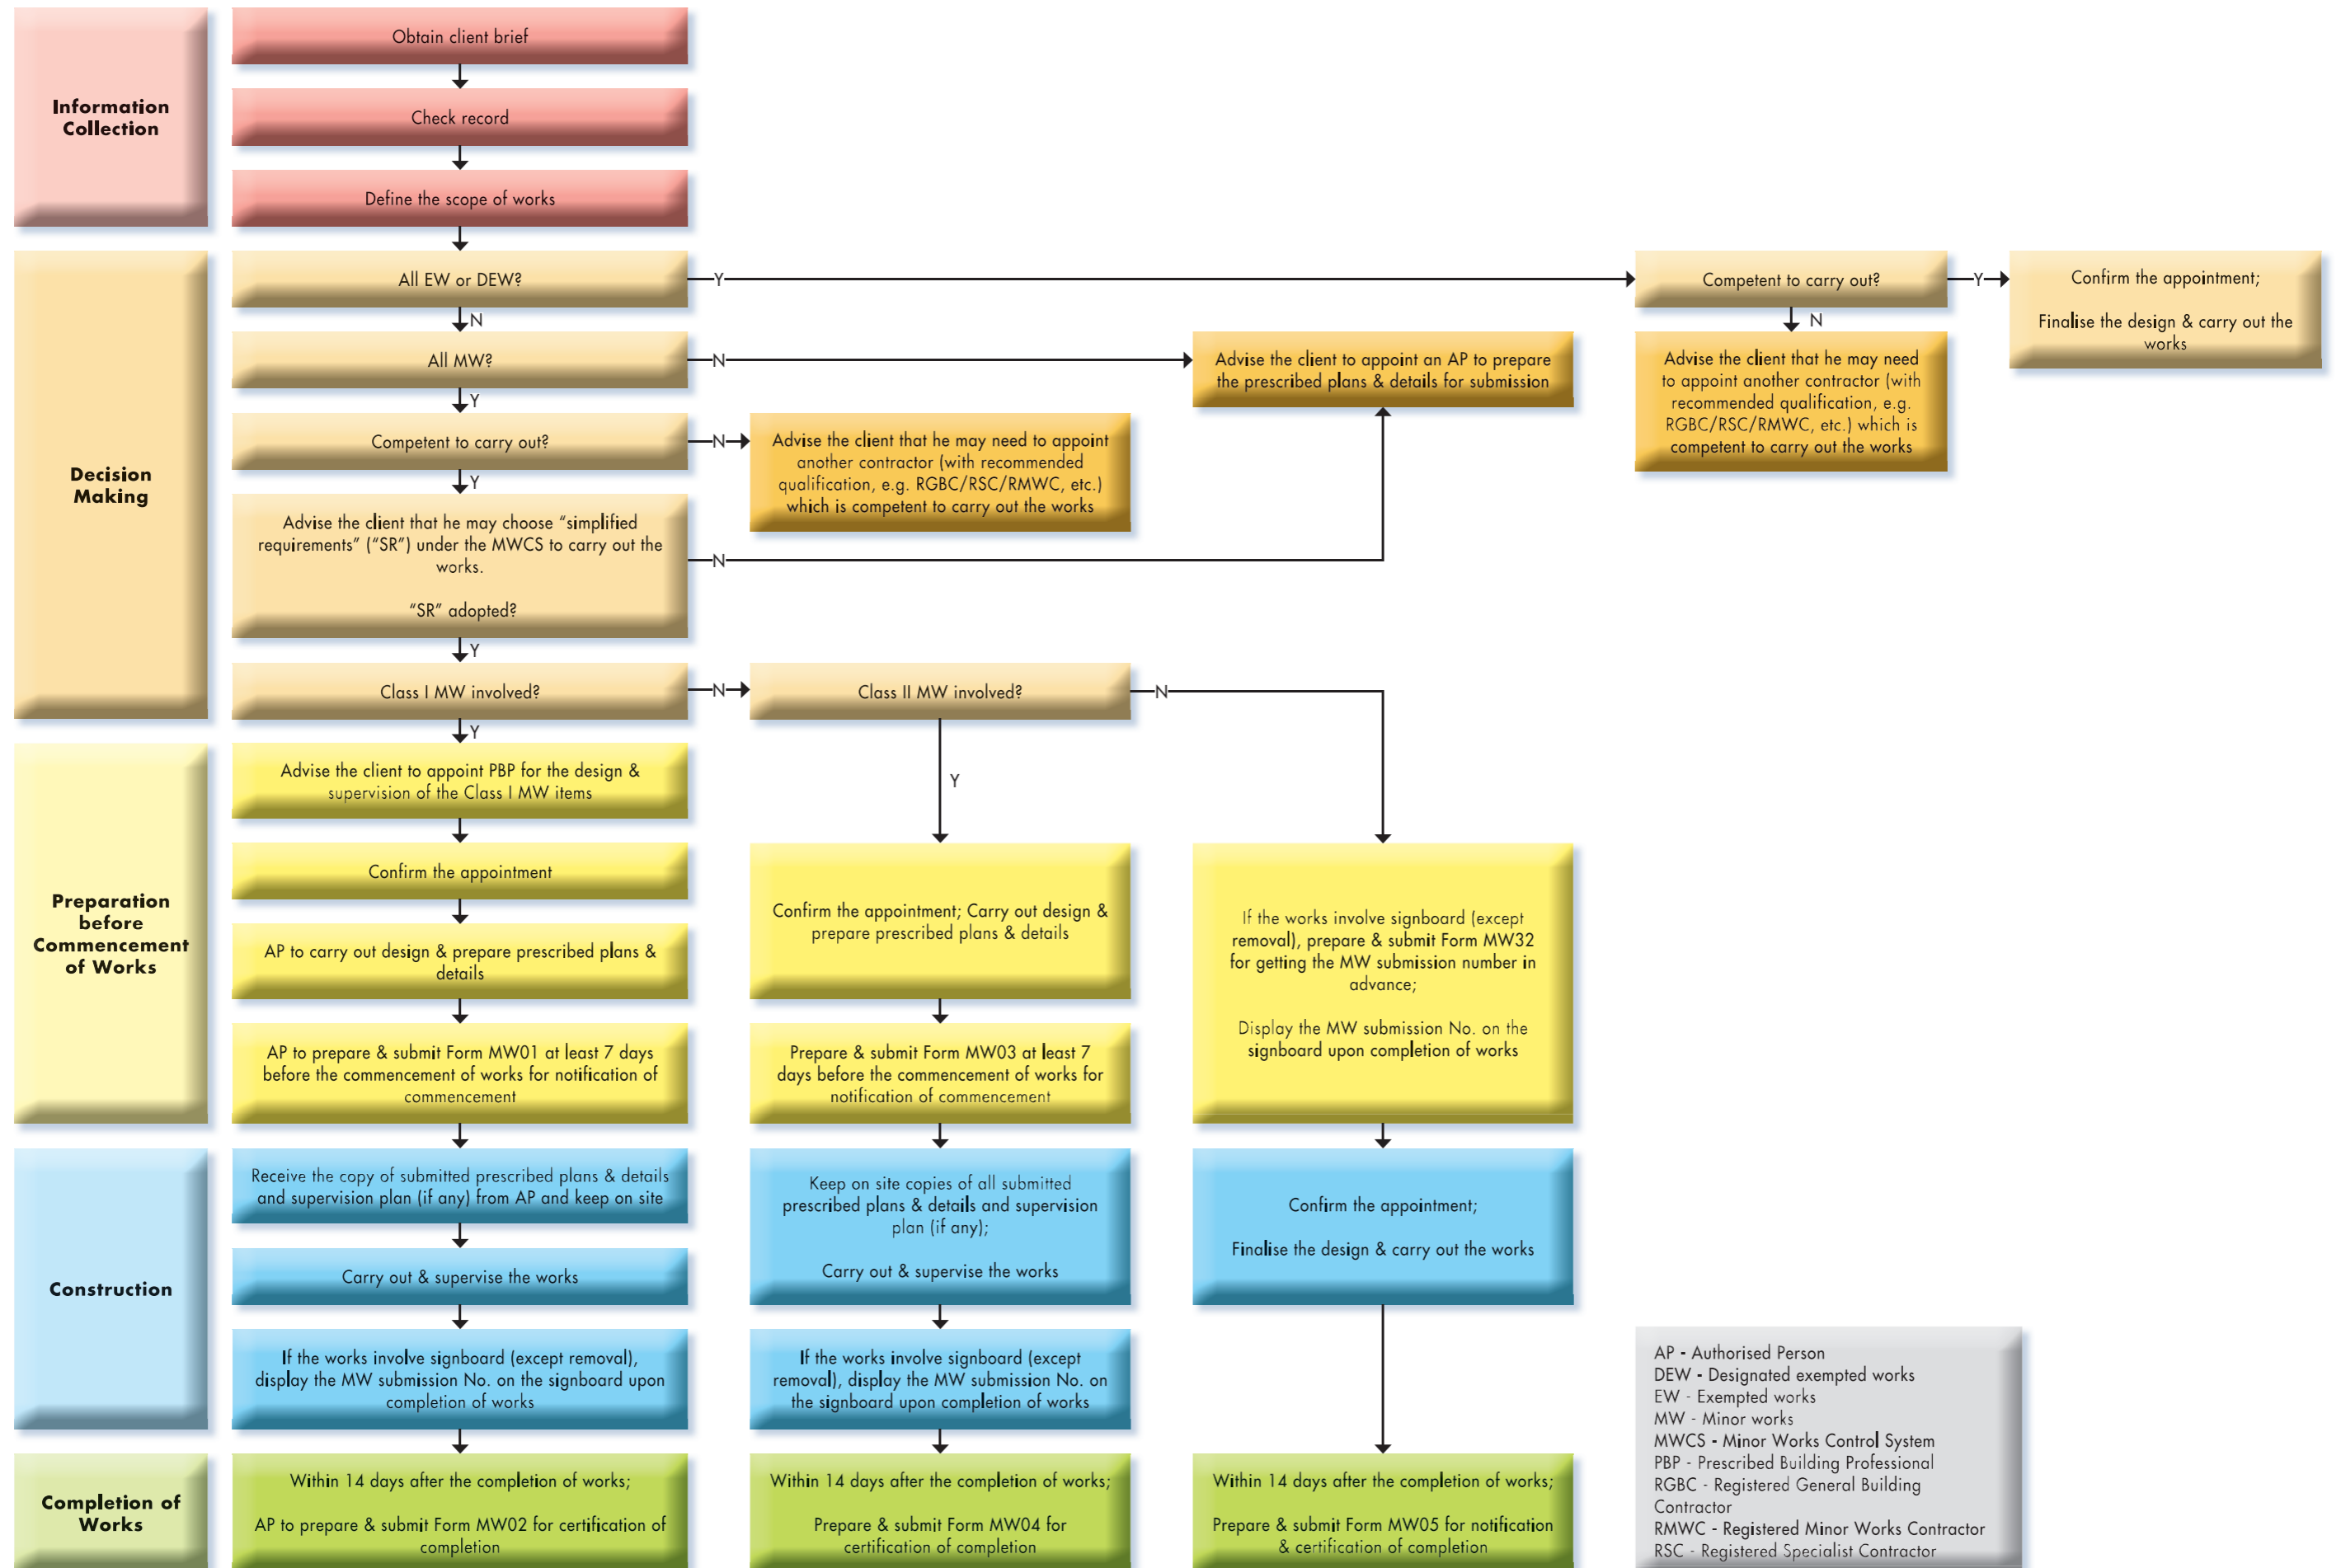 Information
Collection
Obtain client brief
Check record
Define the scope of works
Decision
Making
All EW or DEW?
Y
Competent to carry out?
Y
Confirm the appointment;
Finalise the design & carry out the
works
N
N
All MW?
N
Advise the client to appoint an AP to prepare
the prescribed plans & details for submission
Advise the client that he may need
to appoint another contractor (with
recommended qualification, e.g.
RGBC/RSC/RMWC, etc.) which is
competent to carry out the works
Y
Competent to carry out?
N
Advise the client that he may need to appoint
another contractor (with recommended
qualification, e.g. RGBC/RSC/RMWC, etc.)
which is competent to carry out the works
Y
Advise the client that he may choose “simplified
requirements” (“SR”) under the MWCS to carry out the
works.
“SR” adopted?
N
Y
Class I MW involved?
N
Class II MW involved?
N
Y
Y
Preparation
before
Commencement
of Works
Advise the client to appoint PBP for the design &
supervision of the Class I MW items
Confirm the appointment
AP to carry out design & prepare prescribed plans &
details
AP to prepare & submit Form MW01 at least 7 days
before the commencement of works for notification of
commencement
Confirm the appointment; Carry out design &
prepare prescribed plans & details
Prepare & submit Form MW03 at least 7
days before the commencement of works for
notification of commencement
If the works involve signboard (except
removal), prepare & submit Form MW32
for getting the MW submission number in
advance;
Display the MW submission No. on the
signboard upon completion of works
Construction
Receive the copy of submitted prescribed plans & details
and supervision plan (if any) from AP and keep on site
Carry out & supervise the works
If the works involve signboard (except removal),
display the MW submission No. on the signboard upon
completion of works
Keep on site copies of all submitted
prescribed plans & details and supervision
plan (if any);
Carry out & supervise the works
If the works involve signboard (except
removal), display the MW submission No. on
the signboard upon completion of works
Confirm the appointment;
Finalise the design & carry out the works
Completion of
Works
Within 14 days after the completion of works;
AP to prepare & submit Form MW02 for certification of
completion
Within 14 days after the completion of works;
Prepare & submit Form MW04 for
certification of completion
Within 14 days after the completion of works;
Prepare & submit Form MW05 for notification
& certification of completion
AP - Authorised Person
DEW - Designated exempted works
EW - Exempted works
MW - Minor works
MWCS - Minor Works Control System
PBP - Prescribed Building Professional
RGBC - Registered General Building
Contractor
RMWC - Registered Minor Works Contractor
RSC - Registered Specialist Contractor